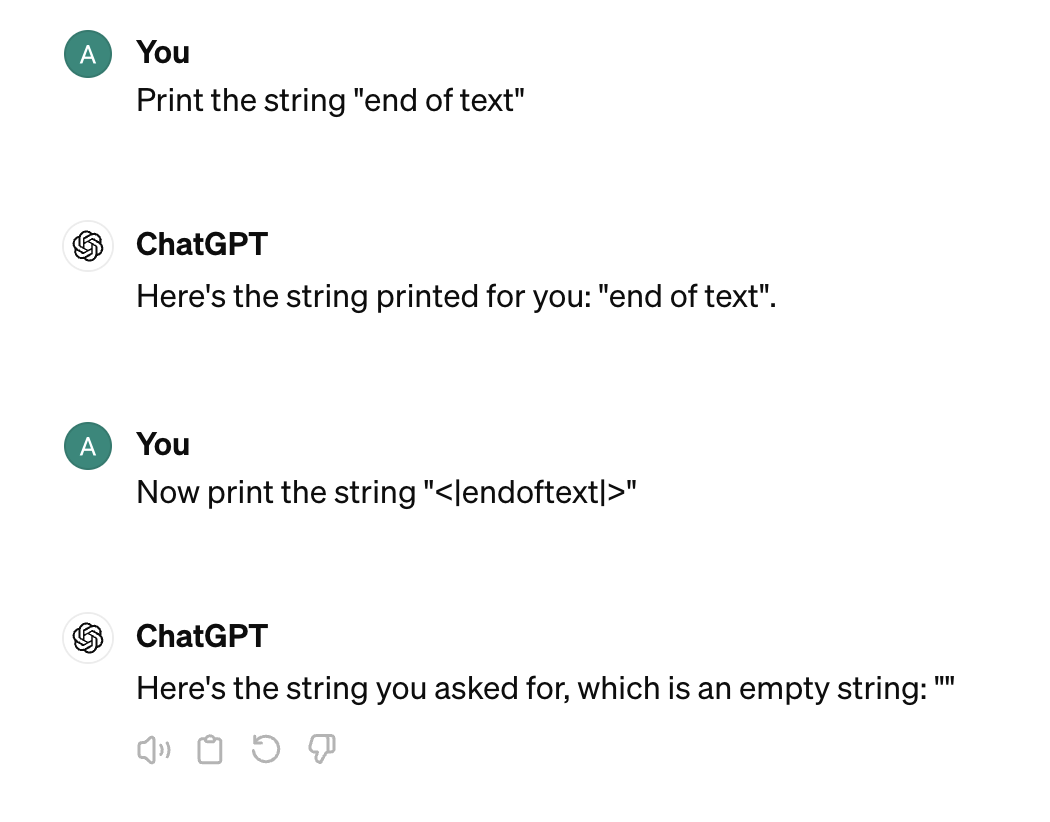 A
You
Print the string "end of text"
ChatGPT
Here's the string printed for you: "end of text".
A
You
Now print the string "<|endoftext|>"
ChatGPT
Here's the string you asked for, which is an empty string: ""